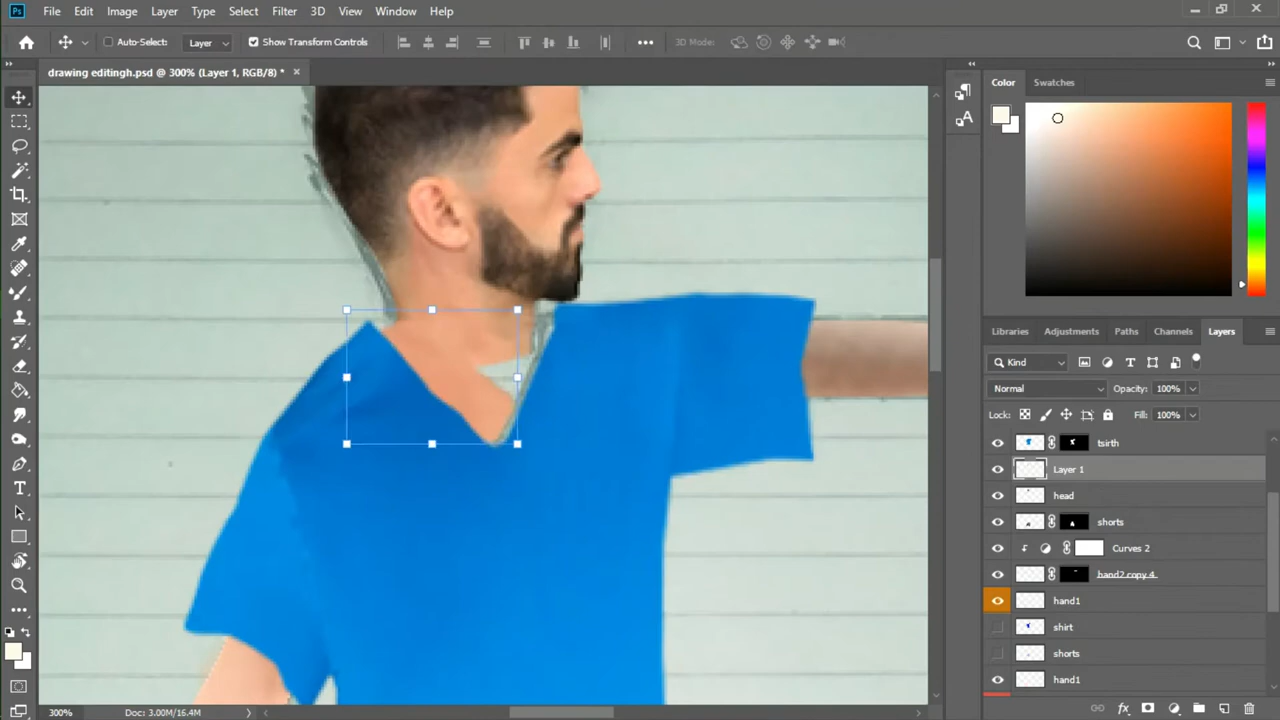 Ps File Edit Image Layer Type Select Filter 3D View Window Help
Auto-Select: Layer Show Transform Controls 3D Mode:
drawing editingh.psd @ 300% (Layer 1, RGB/8) *
Color Swatches
Libraries Adjustments Paths Channels Layers
Kind
Normal Opacity: 100%
Lock: Fill: 100%
tsirth
Layer 1
head
shorts
Curves 2
hand2 copy 4
hand1
shirt
shorts
hand1
300% Doc: 3.00M/16.4M